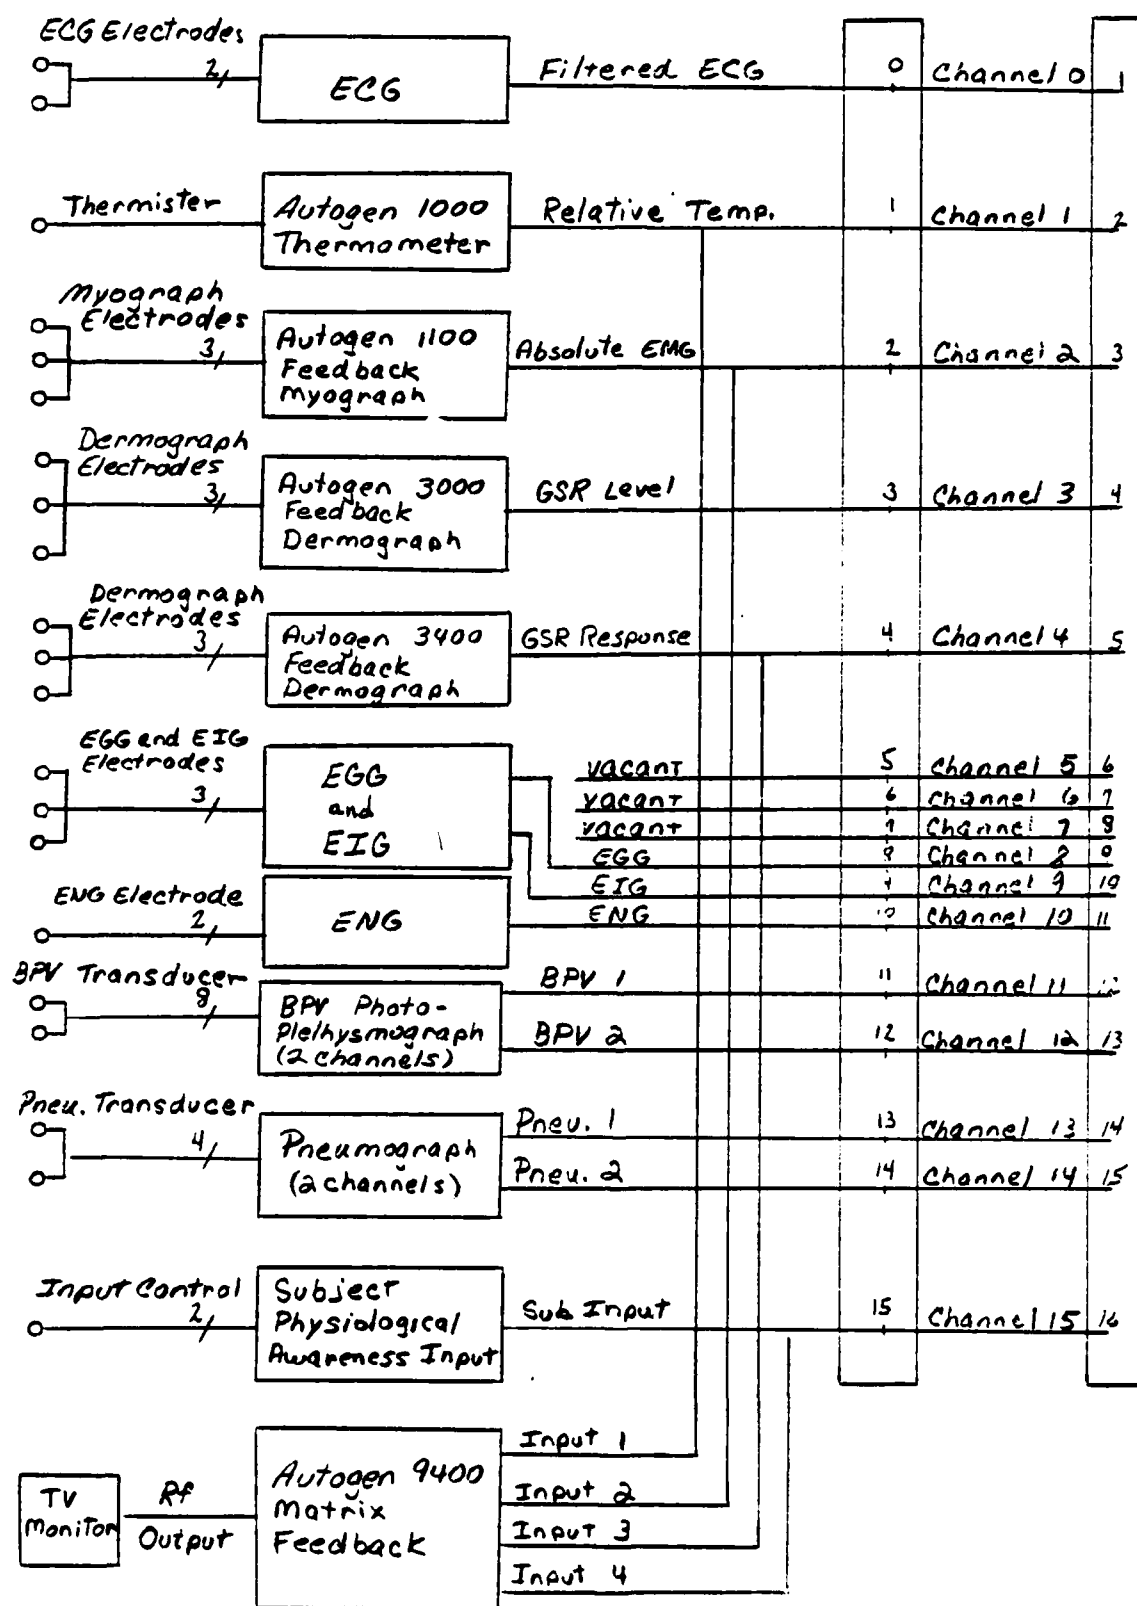 ECG Electrodes
2
ECG
Filtered ECG
0
Channel 0
1
Thermister
Autogen 1000
Thermometer
Relative Temp.
1
Channel 1
2
Myograph
Electrodes
3
Autogen 1100
Feedback
Myograph
Absolute EMG
2
Channel 2
3
Dermograph
Electrodes
3
Autogen 3000
Feedback
Dermograph
GSR Level
3
Channel 3
4
Dermograph
Electrodes
3
Autogen 3400
Feedback
Dermograph
GSR Response
4
Channel 4
5
EGG and EIG
Electrodes
3
EGG
and
EIG
vacant
5
Channel 5
6
vacant
6
Channel 6
7
vacant
Channel 7
8
EGG
Channel 8
9
EIG
Channel 9
10
ENG Electrode
2
ENG
ENG
10
Channel 10
11
BPV Transducer
8
BPV Photo-
Plelhysmograph
(2 channels)
BPV 1
11
Channel 11
12
BPV 2
12
Channel 12
13
Pneu. Transducer
4
Pneumograph
(2 channels)
Pneu. 1
13
Channel 13
14
Pneu. 2
14
Channel 14
15
Input Control
2
Subject
Physiological
Awareness Input
Sub Input
15
Channel 15
16
TV
Monitor
Rf
Output
Autogen 9400
Matrix
Feedback
Input 1
Input 2
Input 3
Input 4